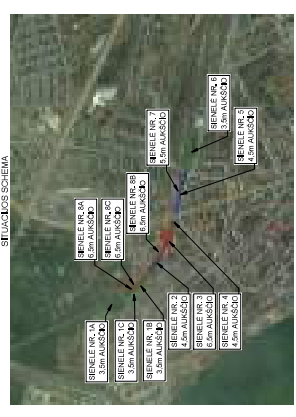 SITUACIJOS SCHEMA
SIENELĖ NR. 1A
3,5m AUKŠČIO
SIENELĖ NR. 1C
3,5m AUKŠČIO
SIENELĖ NR. 1B
3,5m AUKŠČIO
SIENELĖ NR. 2
4,5m AUKŠČIO
SIENELĖ NR. 3
6,5m AUKŠČIO
SIENELĖ NR. 4
4,5m AUKŠČIO
SIENELĖ NR. 8A
6,5m AUKŠČIO
SIENELĖ NR. 8C
6,5m AUKŠČIO
SIENELĖ NR. 8B
6,5m AUKŠČIO
SIENELĖ NR. 7
5,5m AUKŠČIO
SIENELĖ NR. 6
3,5m AUKŠČIO
SIENELĖ NR. 5
4,5m AUKŠČIO